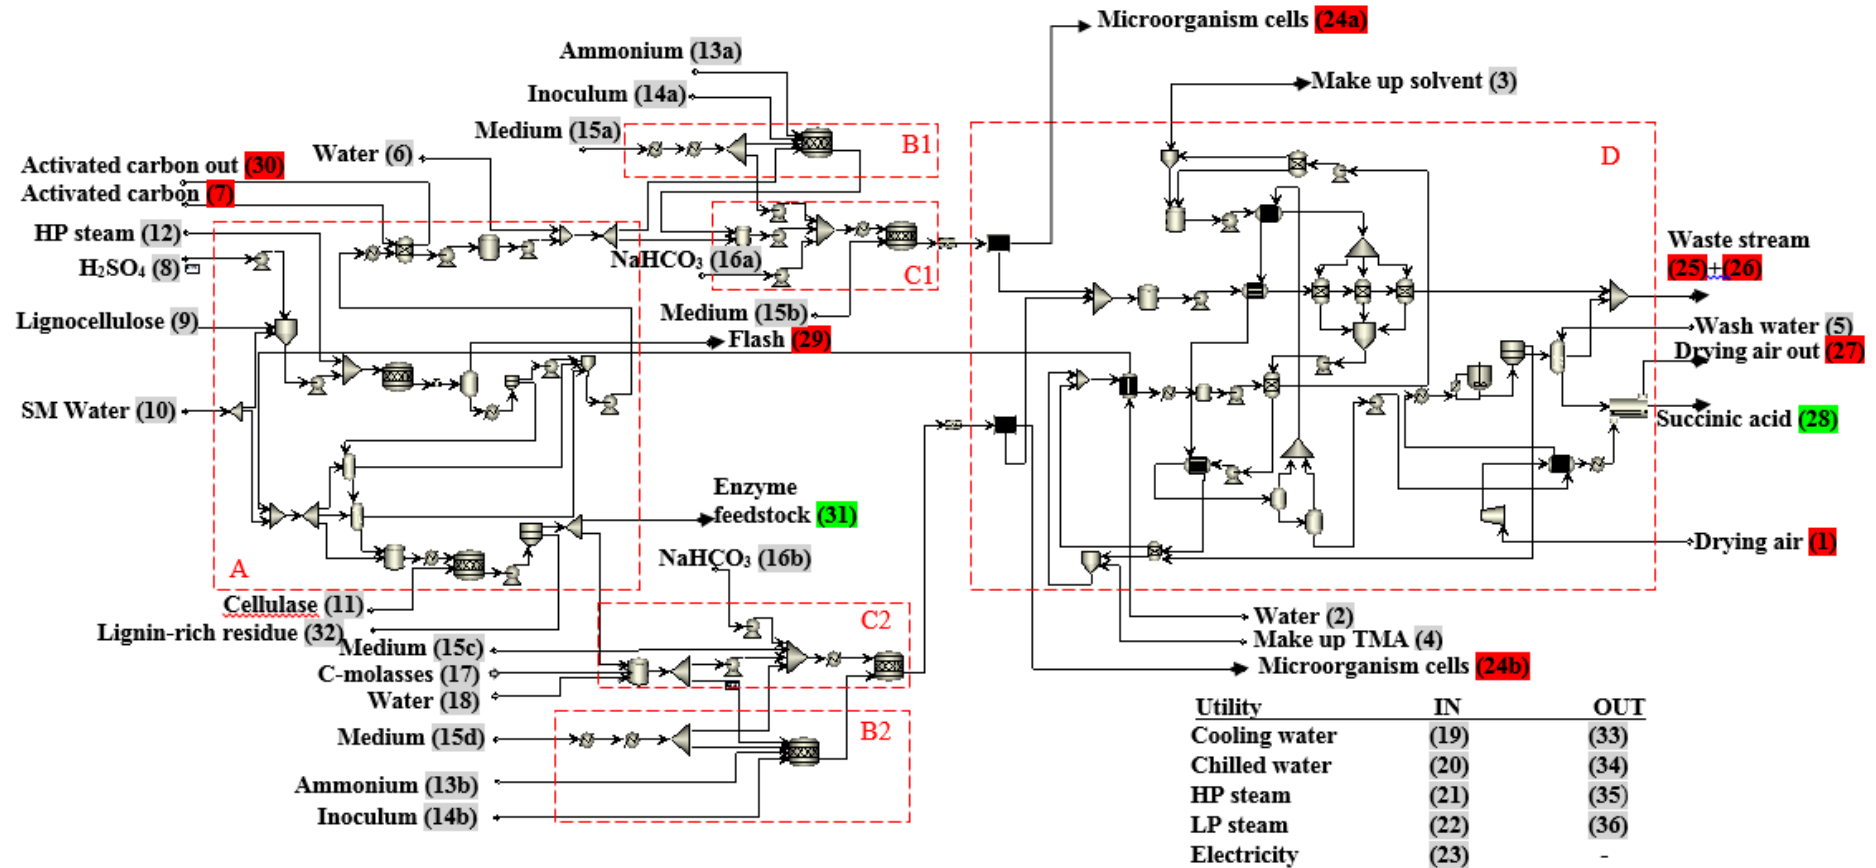 Microorganism cells (24a)
Ammonium (13a)
Make up solvent (3)
Inoculum (14a)
Medium (15a)
B1
D
Water (6)
Activated carbon out (30)
Activated carbon (7)
HP steam (12)
H₂SO₄ (8)
NaHCO₃ (16a)
C1
Waste stream
(25)+(26)
Medium (15b)
Lignocellulose (9)
Flash (29)
Wash water (5)
Drying air out (27)
SM Water (10)
Succinic acid (28)
Enzyme
feedstock (31)
Drying air (1)
NaHCO₃ (16b)
A
Cellulase (11)
Lignin-rich residue (32)
C2
Water (2)
Make up TMA (4)
Medium (15c)
Microorganism cells (24b)
C-molasses (17)
Water (18)
B2
Medium (15d)
Ammonium (13b)
Inoculum (14b)
Utility IN OUT
Cooling water (19) (33)
Chilled water (20) (34)
HP steam (21) (35)
LP steam (22) (36)
Electricity (23) -